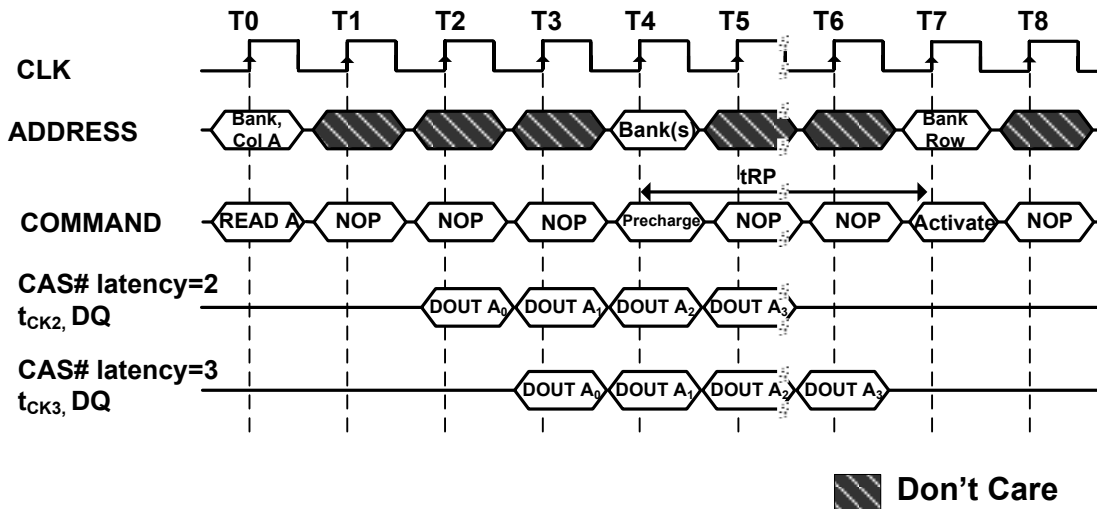 T0 T1 T2 T3 T4 T5 T6 T7 T8
CLK
ADDRESS
Bank,
Col A
Bank(s)
Bank
Row
tRP
COMMAND
READ A NOP NOP NOP Precharge NOP NOP Activate NOP
CAS# latency=2
tCK2, DQ
DOUT A0 DOUT A1 DOUT A2 DOUT A3
CAS# latency=3
tCK3, DQ
DOUT A0 DOUT A1 DOUT A2 DOUT A3
Don't Care